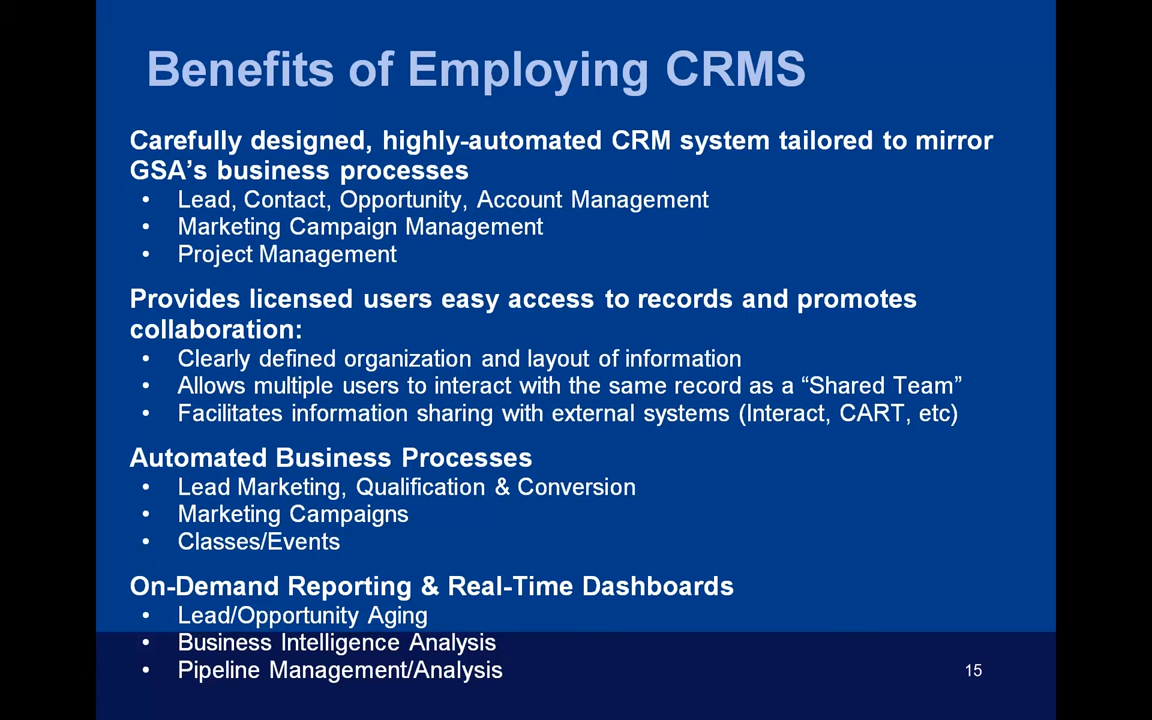 Benefits of Employing CRMS
Carefully designed, highly-automated CRM system tailored to mirror
GSA’s business processes
• Lead, Contact, Opportunity, Account Management
• Marketing Campaign Management
• Project Management
Provides licensed users easy access to records and promotes
collaboration:
• Clearly defined organization and layout of information
• Allows multiple users to interact with the same record as a “Shared Team”
• Facilitates information sharing with external systems (Interact, CART, etc)
Automated Business Processes
• Lead Marketing, Qualification & Conversion
• Marketing Campaigns
• Classes/Events
On-Demand Reporting & Real-Time Dashboards
• Lead/Opportunity Aging
• Business Intelligence Analysis
• Pipeline Management/Analysis
15